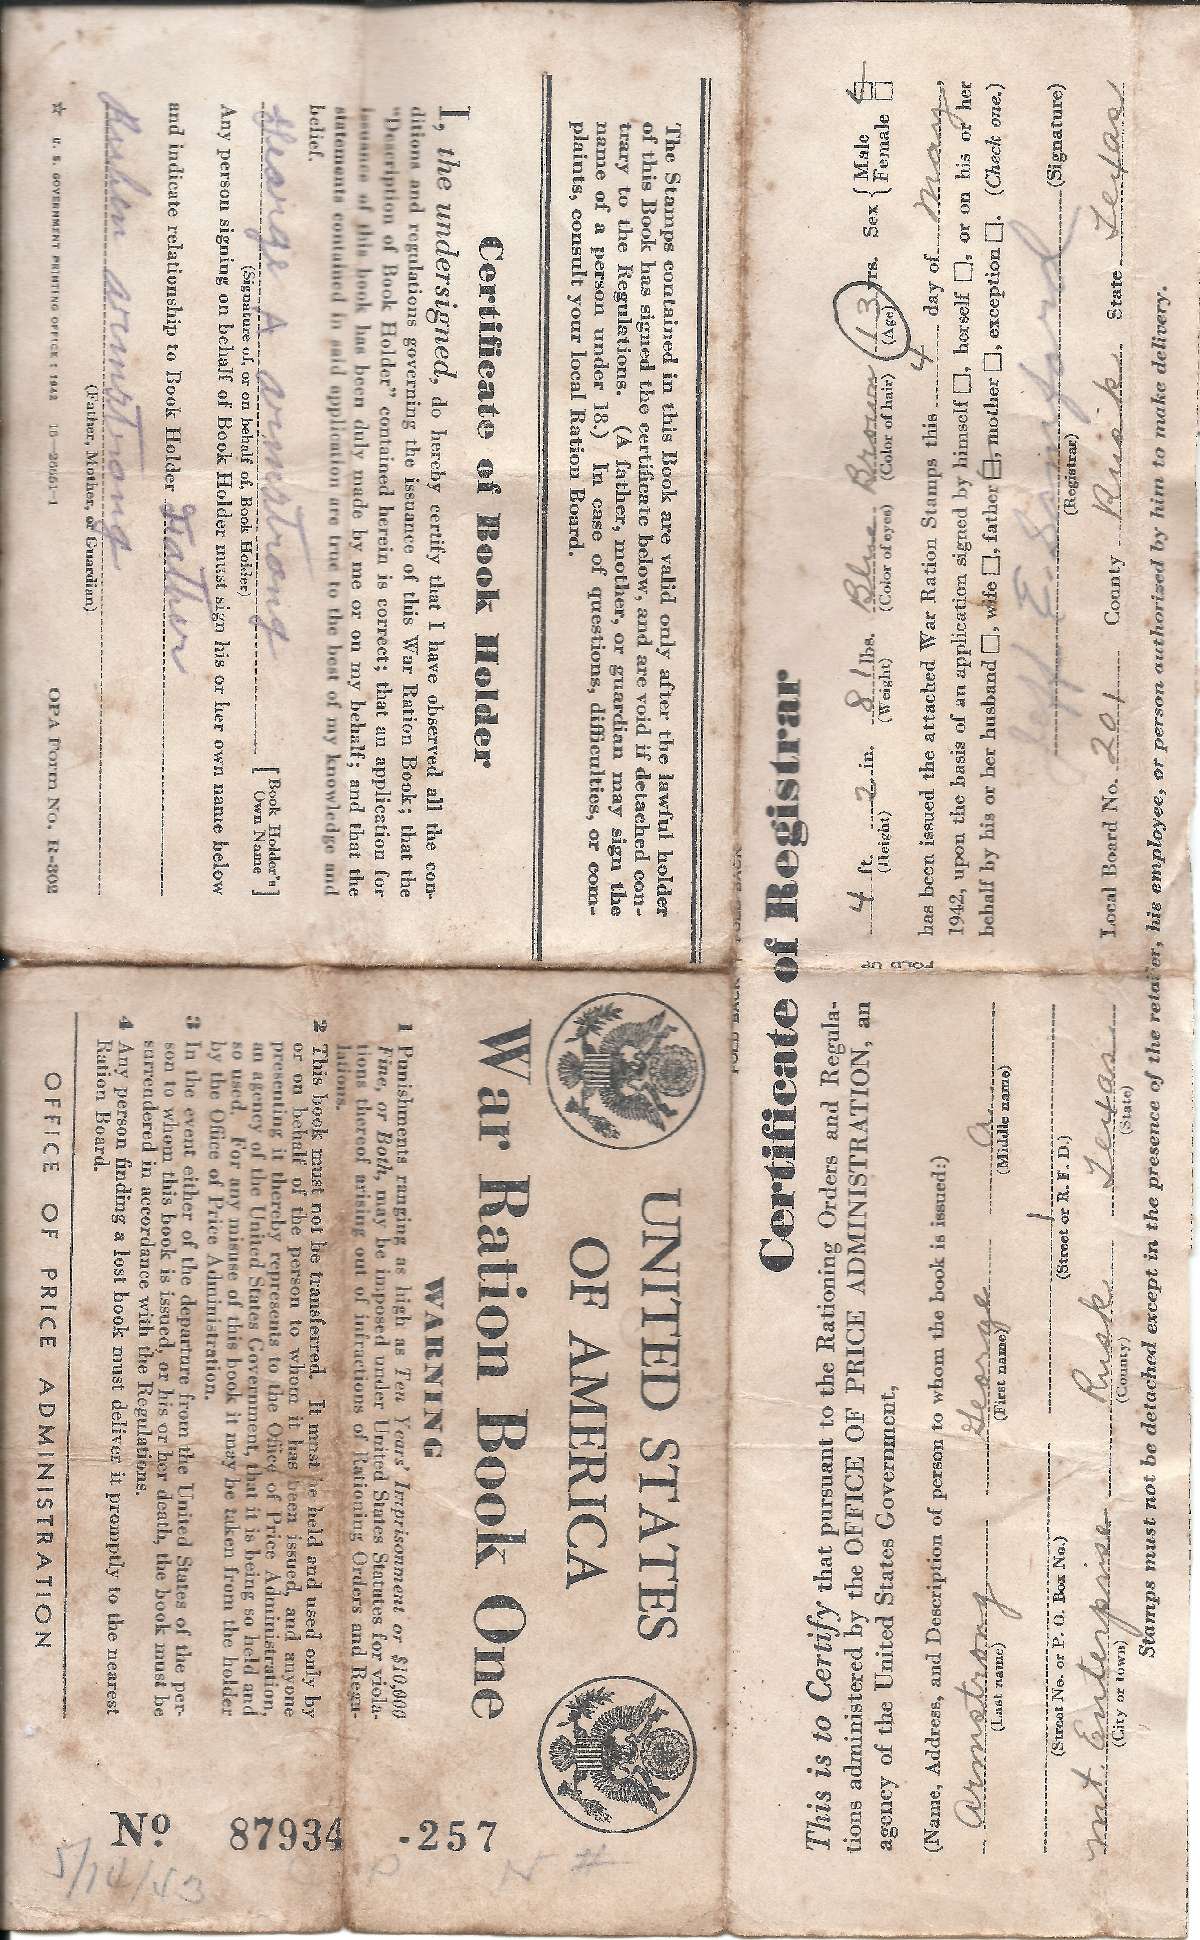 UNITED STATES
OF AMERICA
War Ration Book One
WARNING
1 Punishments ranging as high as Ten Years' Imprisonment or $10,000
Fine, or Both, may be imposed under United States Statutes for viola-
tions thereof arising out of infractions of Rationing Orders and Regu-
lations.
2 This book must not be transferred. It must be held and used only by
or on behalf of the person to whom it has been issued, and anyone
presenting it thereby represents to the Office of Price Administration,
an agency of the United States Government, that it is being so held and
so used. For any misuse of this book it may be taken from the holder
by the Office of Price Administration.
3 In the event either of the departure from the United States of the per-
son to whom this book is issued, or his or her death, the book must be
surrendered in accordance with the Regulations.
4 Any person finding a lost book must deliver it promptly to the nearest
Ration Board.
OFFICE OF PRICE ADMINISTRATION
No 87934 -257
5/14/43
The Stamps contained in this Book are valid only after the lawful holder
of this Book has signed the certificate below, and are void if detached con-
trary to the Regulations. (A father, mother, or guardian may sign the
name of a person under 18.) In case of questions, difficulties, or com-
plaints, consult your local Ration Board.
Certificate of Book Holder
I, the undersigned, do hereby certify that I have observed all the con-
ditions and regulations governing the issuance of this War Ration Book; that the
"Description of Book Holder" contained herein is correct; that an application for
issuance of this book has been duly made by me or on my behalf; and that the
statements contained in said application are true to the best of my knowledge and
belief.
George A armstrong [Book Holder's Own Name]
(Signature of, or on behalf of, Book Holder)
Any person signing on behalf of Book Holder must sign his or her own name below
and indicate relationship to Book Holder Father
Ruben armstrong
(Father, Mother, or Guardian)
★ U. S. GOVERNMENT PRINTING OFFICE: 1942 16-26651-1 OPA Form No. R-302
Certificate of Registrar
This is to Certify that pursuant to the Rationing Orders and Regula-
tions administered by the OFFICE OF PRICE ADMINISTRATION, an
agency of the United States Government,
(Name, Address, and Description of person to whom the book is issued:)
Armstrong George A
(Last name) (First name) (Middle name)
1
(Street No. or P. O. Box No.) (Street or R. F. D.)
Mt. Enterprise Rusk Texas
(City or town) (County) (State)
4 ft. 2 in. 81 lbs. Blue Brown 13 yrs. Sex { Male Female
(Height) (Weight) (Color of eyes) (Color of hair) (Age)
has been issued the attached War Ration Stamps this 4 day of May,
1942, upon the basis of an application signed by himself □, herself □, or on his or her
behalf by his or her husband □, wife □, father □, mother □, exception □. (Check one.)
E. Sanford (Signature)
(Registrar)
Local Board No. 201 County Rusk State Texas
Stamps must not be detached except in the presence of the retailer, his employee, or person authorized by him to make delivery.